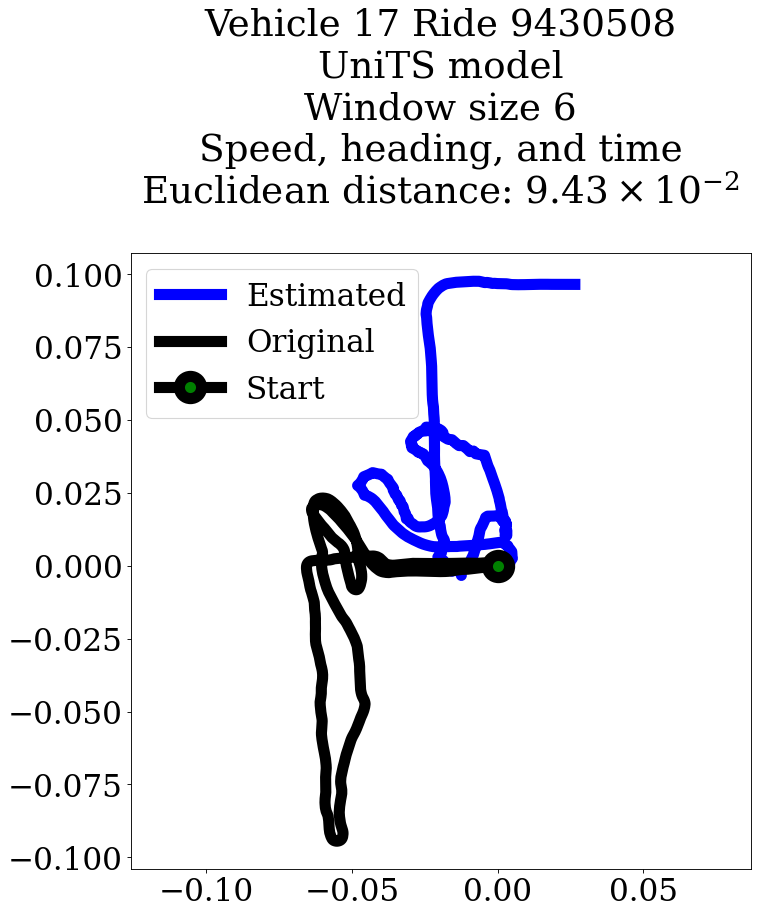 Vehicle 17 Ride 9430508
UniTS model
Window size 6
Speed, heading, and time
Euclidean distance: 9.43 × 10⁻²
0.100
0.075
0.050
0.025
0.000
−0.025
−0.050
−0.075
−0.100
Estimated
Original
Start
−0.10 −0.05 0.00 0.05